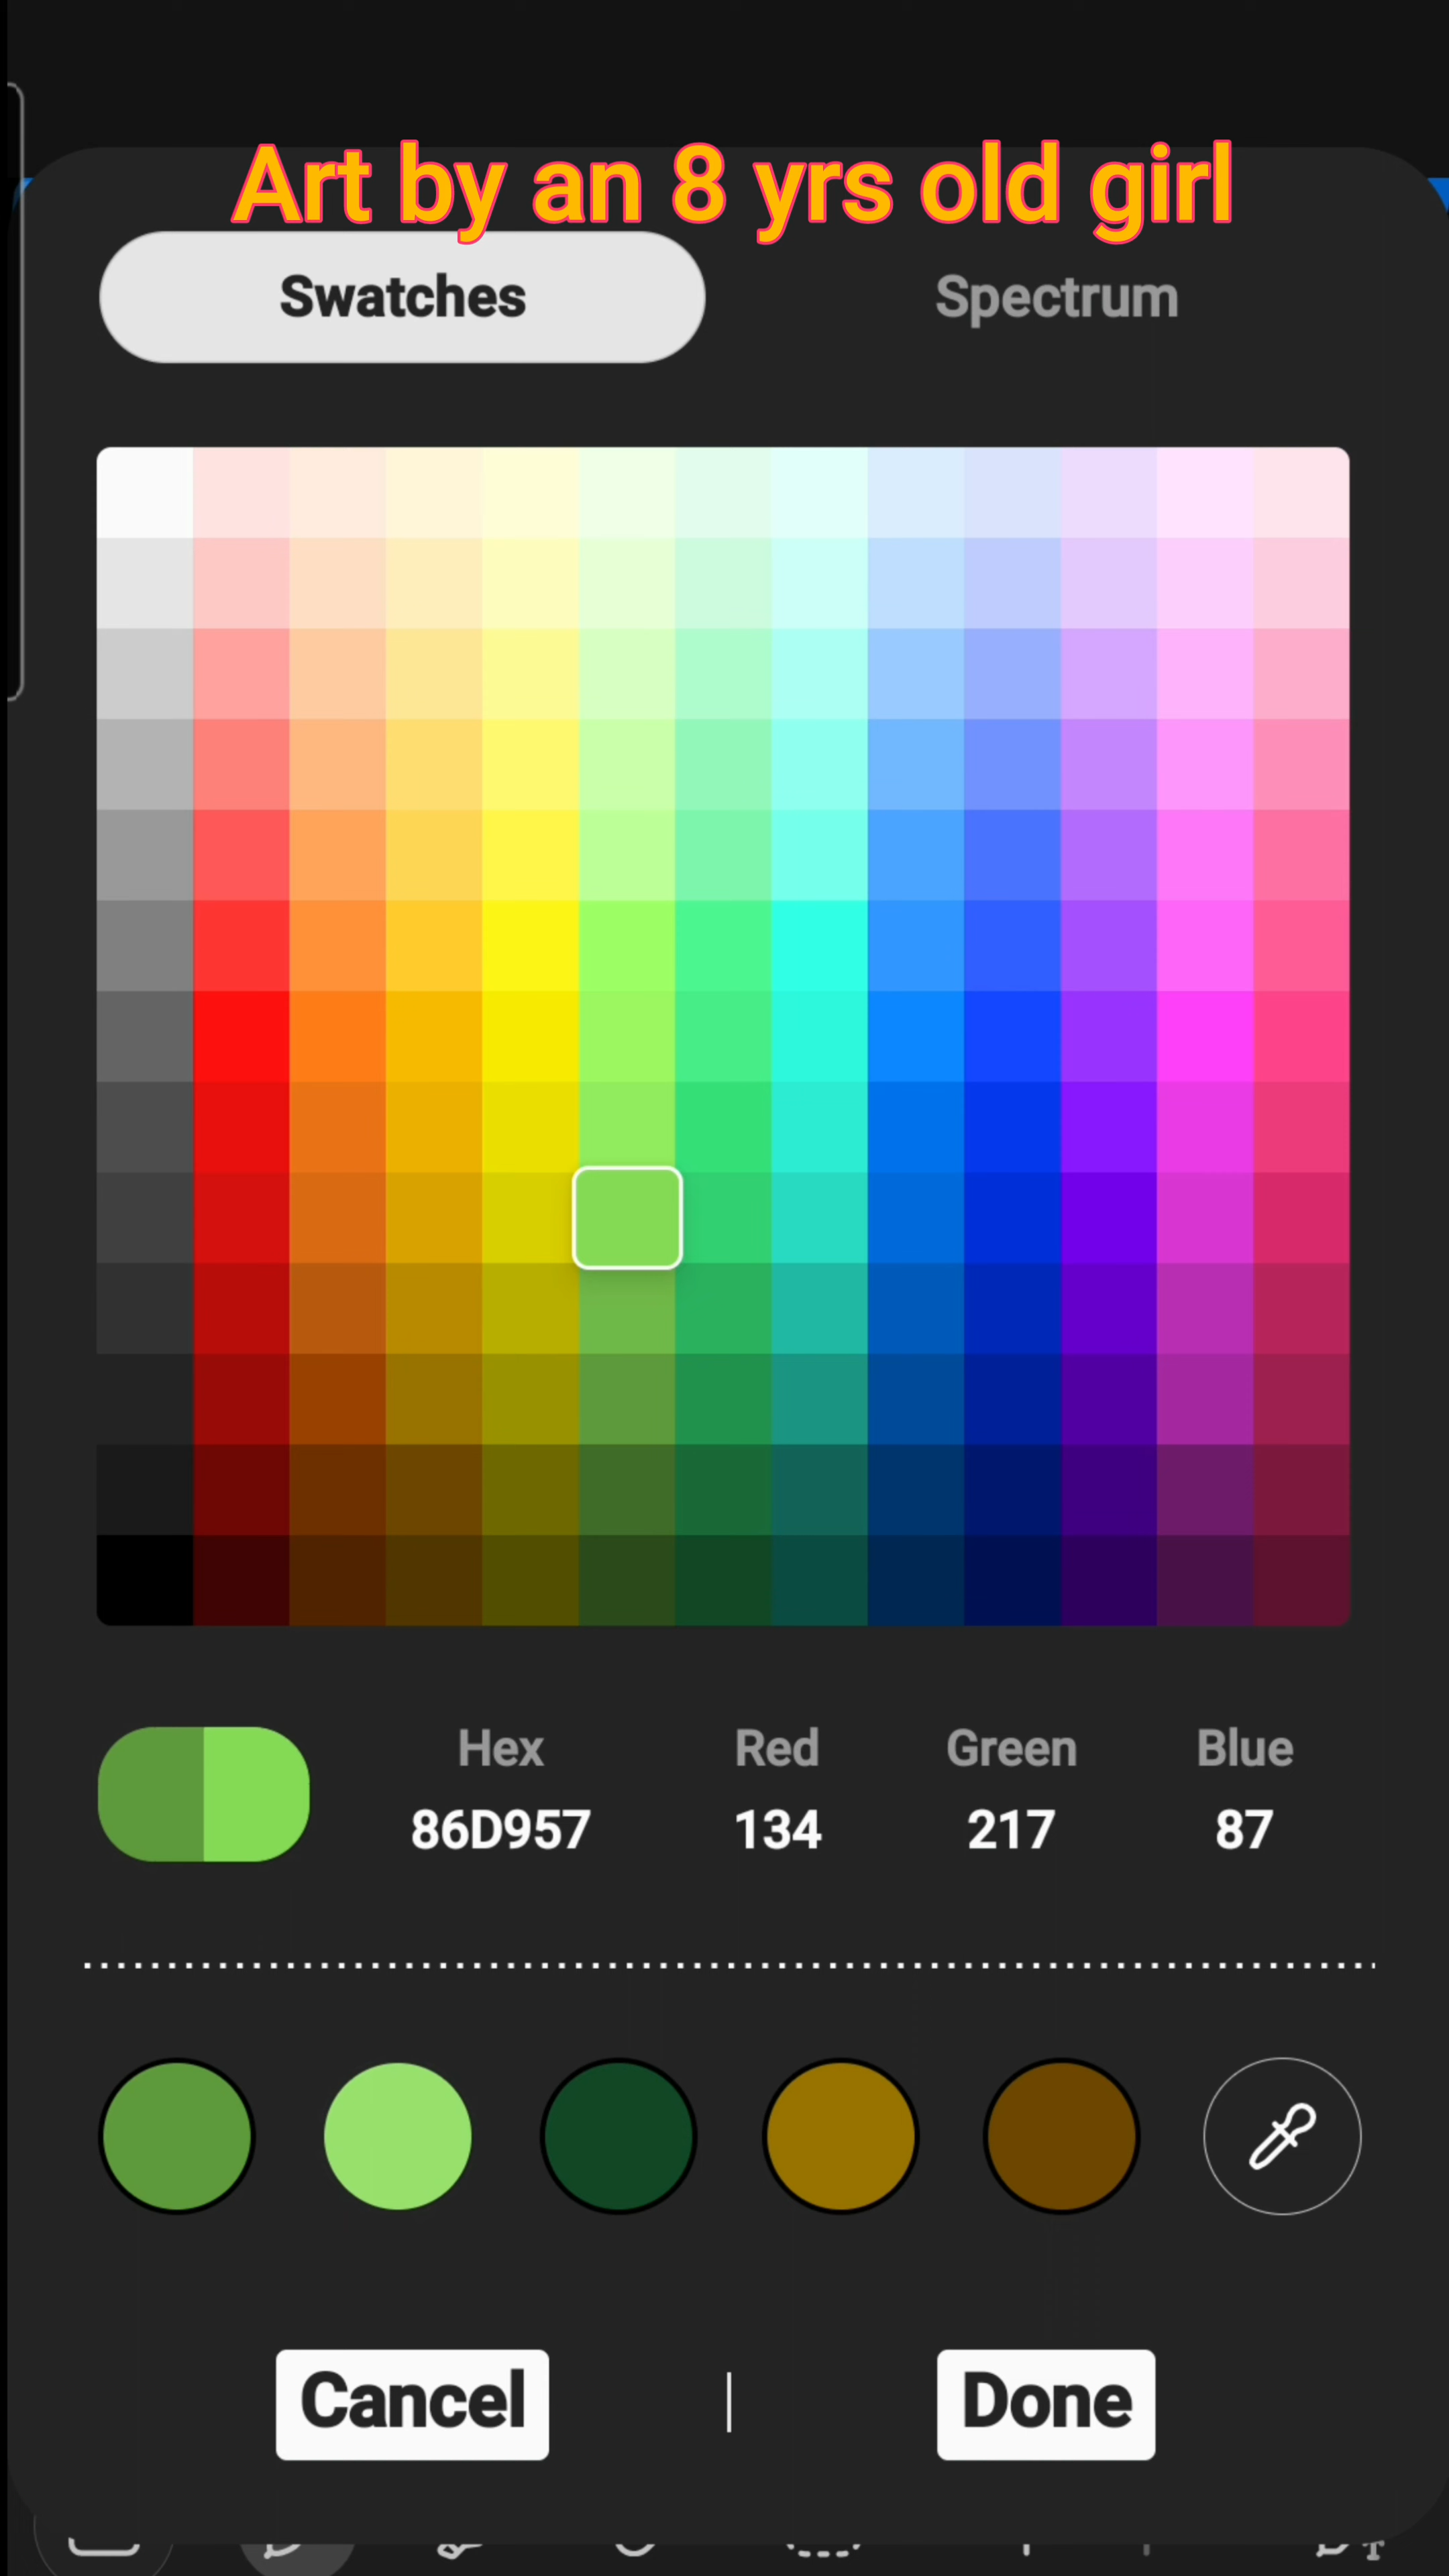 Art by an 8 yrs old girl
Swatches Spectrum
Hex Red Green Blue
86D957 134 217 87
Cancel | Done